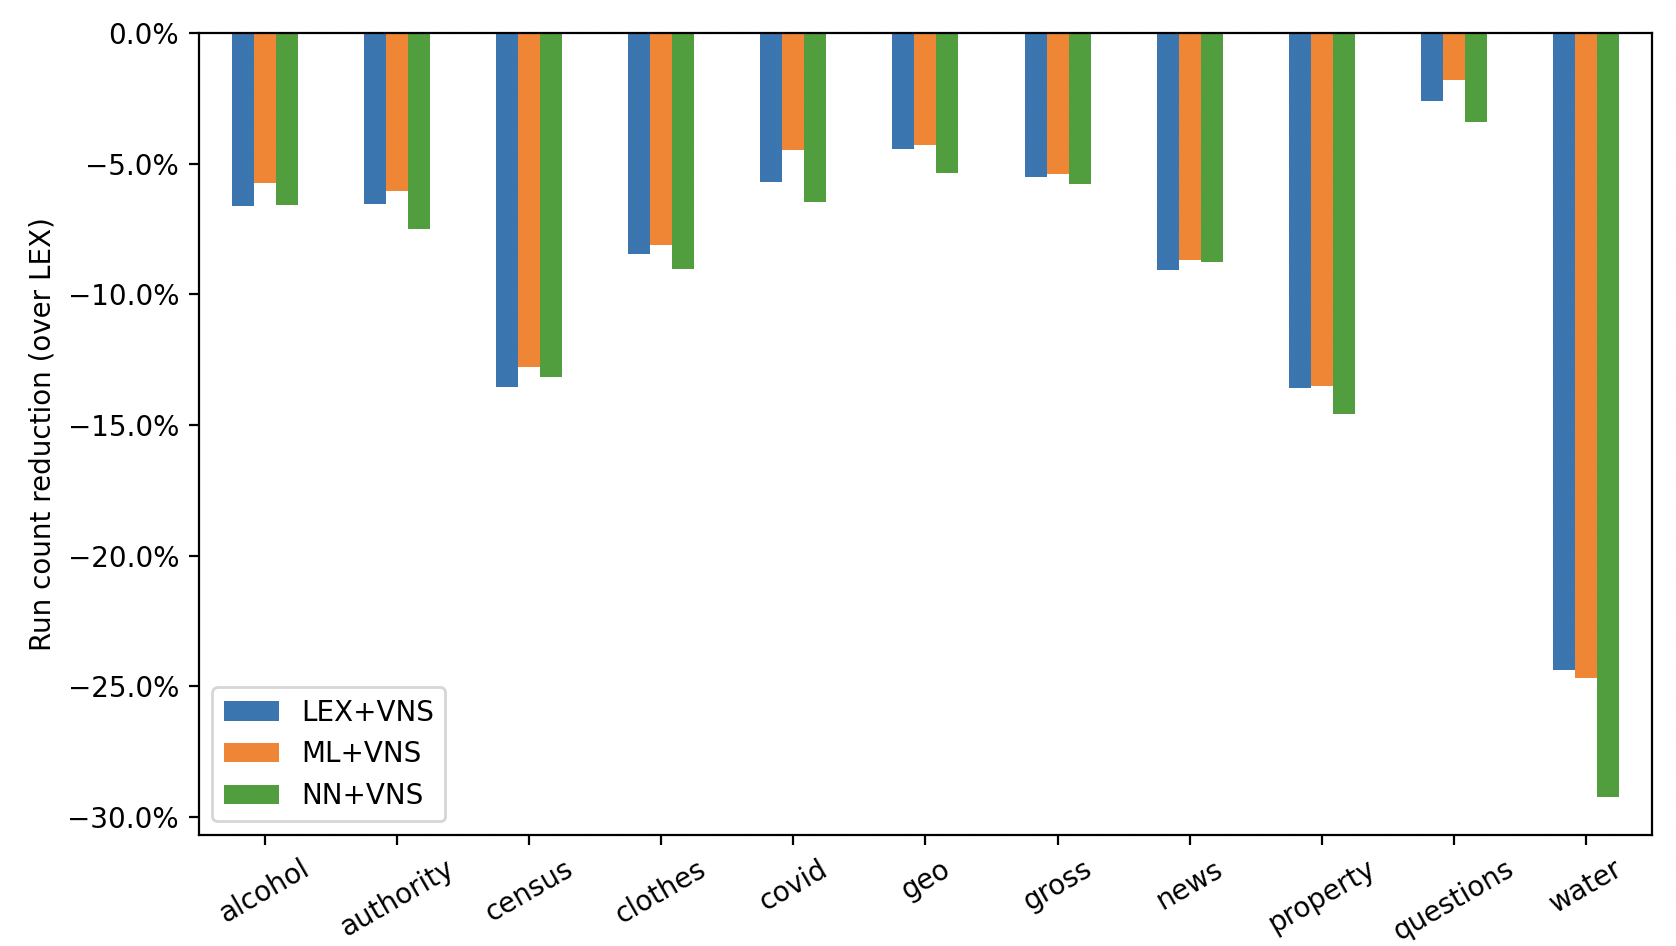 0.0%
−5.0%
−10.0%
−15.0%
−20.0%
−25.0%
−30.0%
Run count reduction (over LEX)
LEX+VNS
ML+VNS
NN+VNS
alcohol
authority
census
clothes
covid
geo
gross
news
property
questions
water